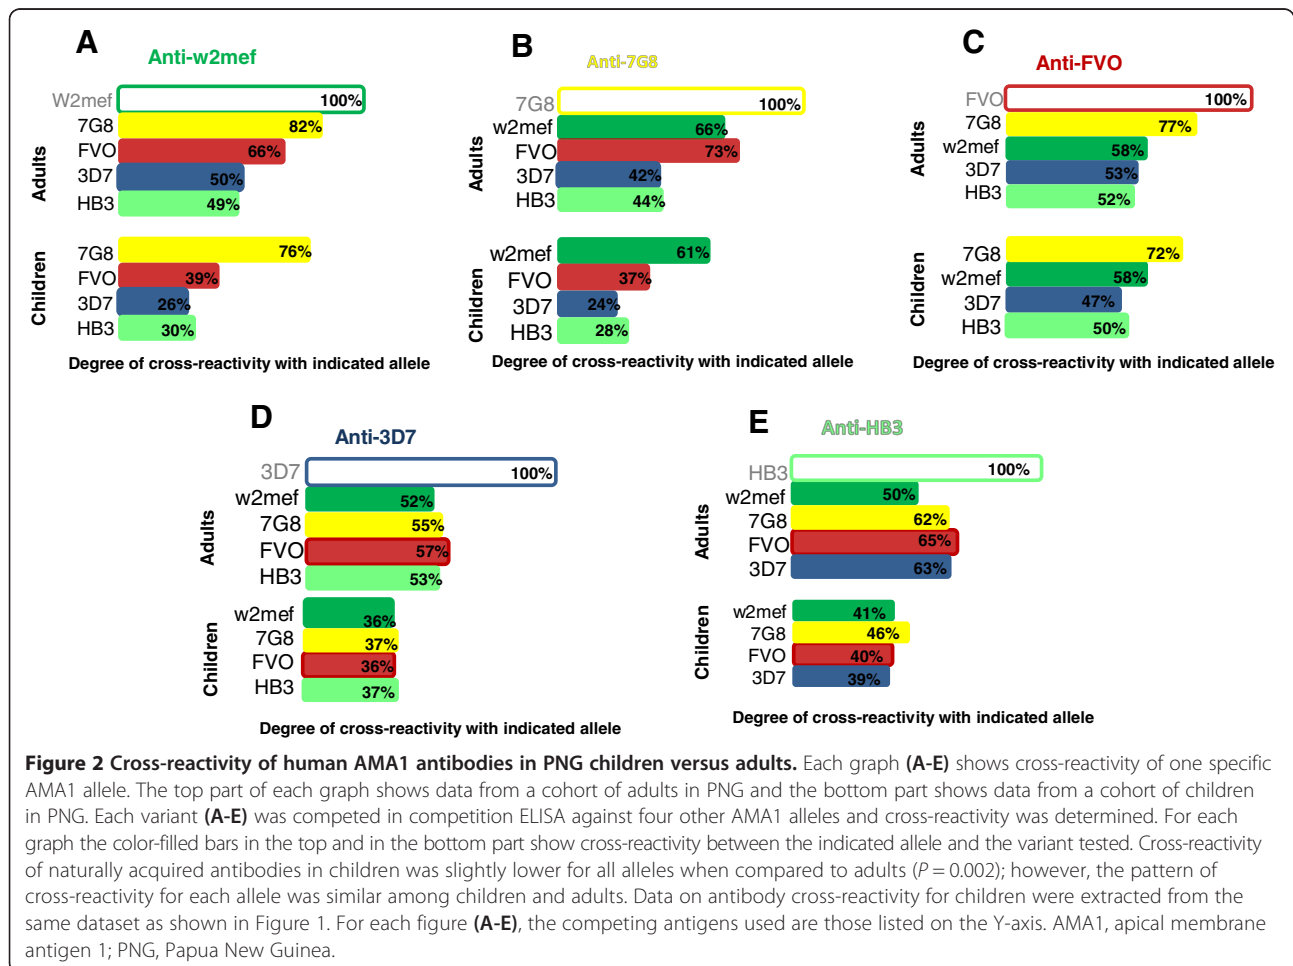 A
Anti-w2mef
W2mef 100%
7G8 82%
FVO 66%
3D7 50%
HB3 49%
Adults
7G8 76%
FVO 39%
3D7 26%
HB3 30%
Children
Degree of cross-reactivity with indicated allele
B
Anti-7G8
7G8 100%
w2mef 66%
FVO 73%
3D7 42%
HB3 44%
Adults
w2mef 61%
FVO 37%
3D7 24%
HB3 28%
Children
Degree of cross-reactivity with indicated allele
C
Anti-FVO
FVO 100%
7G8 77%
w2mef 58%
3D7 53%
HB3 52%
Adults
7G8 72%
w2mef 58%
3D7 47%
HB3 50%
Children
Degree of cross-reactivity with indicated allele
D
Anti-3D7
3D7 100%
w2mef 52%
7G8 55%
FVO 57%
HB3 53%
Adults
w2mef 36%
7G8 37%
FVO 36%
HB3 37%
Children
Degree of cross-reactivity with indicated allele
E
Anti-HB3
HB3 100%
w2mef 50%
7G8 62%
FVO 65%
3D7 63%
Adults
w2mef 41%
7G8 46%
FVO 40%
3D7 39%
Children
Degree of cross-reactivity with indicated allele
Figure 2 Cross-reactivity of human AMA1 antibodies in PNG children versus adults. Each graph (A-E) shows cross-reactivity of one specific
AMA1 allele. The top part of each graph shows data from a cohort of adults in PNG and the bottom part shows data from a cohort of children
in PNG. Each variant (A-E) was competed in competition ELISA against four other AMA1 alleles and cross-reactivity was determined. For each
graph the color-filled bars in the top and in the bottom part show cross-reactivity between the indicated allele and the variant tested. Cross-reactivity
of naturally acquired antibodies in children was slightly lower for all alleles when compared to adults (P = 0.002); however, the pattern of
cross-reactivity for each allele was similar among children and adults. Data on antibody cross-reactivity for children were extracted from the
same dataset as shown in Figure 1. For each figure (A-E), the competing antigens used are those listed on the Y-axis. AMA1, apical membrane
antigen 1; PNG, Papua New Guinea.